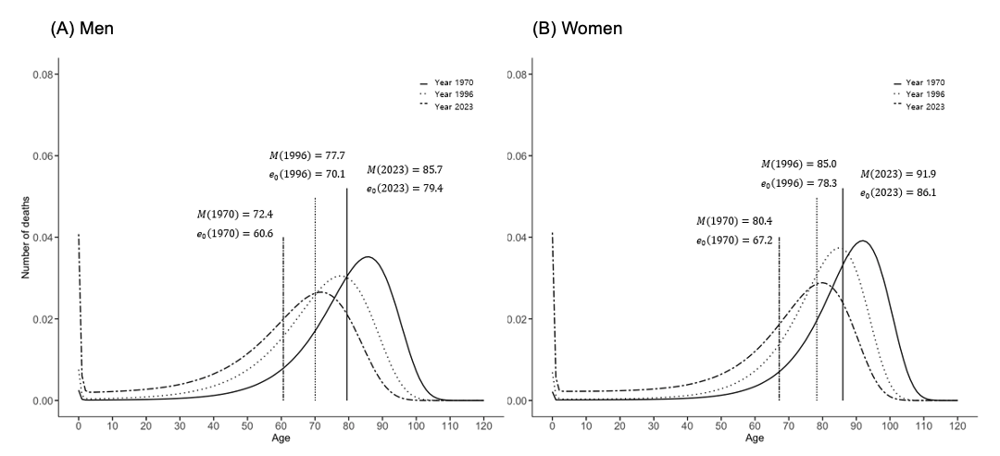 (A) Men
0.08
0.06
0.04
0.02
0.00
Number of deaths
Year 1970
Year 1996
Year 2023
M(1996) = 77.7
e₀(1996) = 70.1
M(2023) = 85.7
e₀(2023) = 79.4
M(1970) = 72.4
e₀(1970) = 60.6
0 10 20 30 40 50 60 70 80 90 100 110 120
Age
(B) Women
0.08
0.06
0.04
0.02
0.00
Year 1970
Year 1996
Year 2023
M(1996) = 85.0
e₀(1996) = 78.3
M(2023) = 91.9
e₀(2023) = 86.1
M(1970) = 80.4
e₀(1970) = 67.2
0 10 20 30 40 50 60 70 80 90 100 110 120
Age